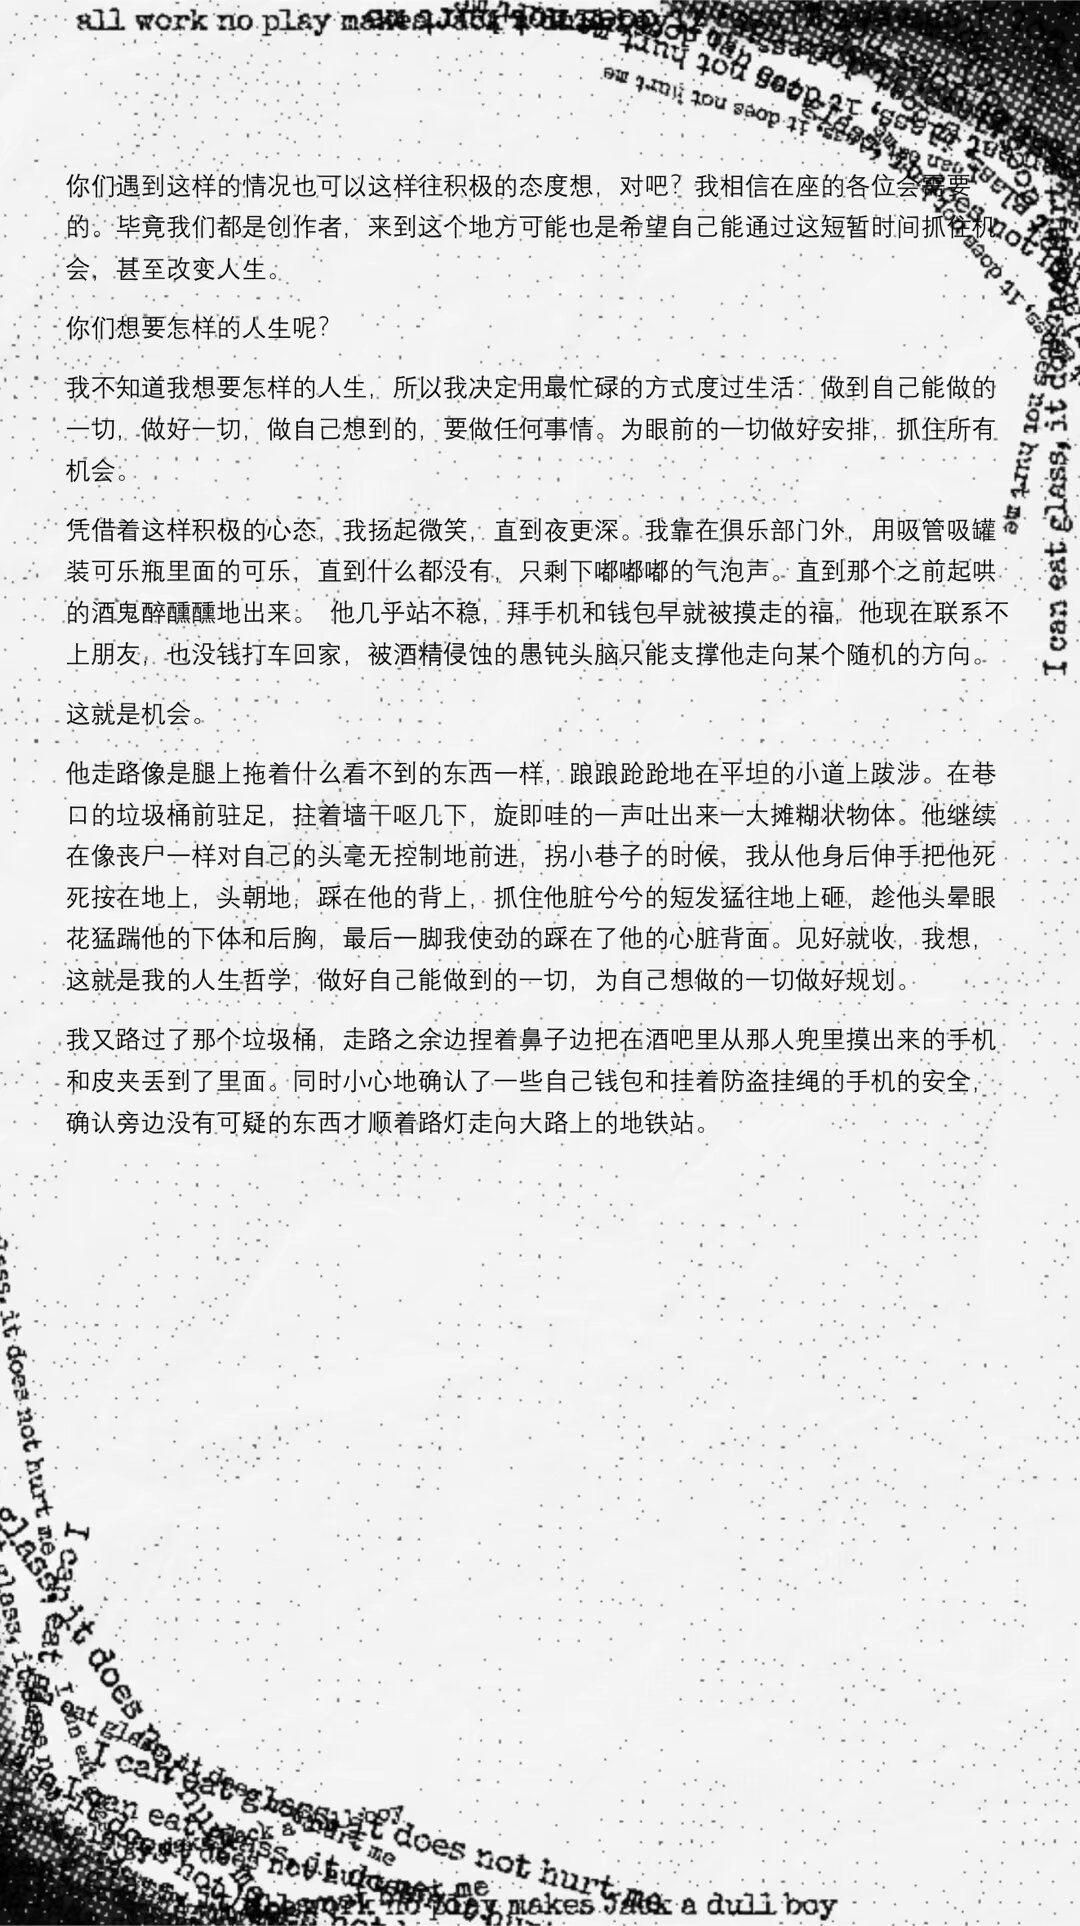 all work no play makes Jack a dull boy
it does not hurt me
你们遇到这样的情况也可以这样往积极的态度想，对吧？我相信在座的各位会需要
的。毕竟我们都是创作者，来到这个地方可能也是希望自己能通过这短暂时间抓住机
会，甚至改变人生。
你们想要怎样的人生呢？
我不知道我想要怎样的人生，所以我决定用最忙碌的方式度过生活：做到自己能做的
一切，做好一切，做自己想到的，要做任何事情。为眼前的一切做好安排，抓住所有
机会。
凭借着这样积极的心态，我扬起微笑，直到夜更深。我靠在俱乐部门外，用吸管吸罐
装可乐瓶里面的可乐，直到什么都没有，只剩下嘟嘟嘟的气泡声。直到那个之前起哄
的酒鬼醉醺醺地出来。 他几乎站不稳，拜手机和钱包早就被摸走的福，他现在联系不
上朋友，也没钱打车回家，被酒精侵蚀的愚钝头脑只能支撑他走向某个随机的方向。
这就是机会。
他走路像是腿上拖着什么看不到的东西一样，踉踉跄跄地在平坦的小道上跋涉。在巷
口的垃圾桶前驻足，拄着墙干呕几下，旋即哇的一声吐出来一大摊糊状物体。他继续
在像丧尸一样对自己的头毫无控制地前进，拐小巷子的时候，我从他身后伸手把他死
死按在地上，头朝地，踩在他的背上，抓住他脏兮兮的短发猛往地上砸，趁他头晕眼
花猛踹他的下体和后胸，最后一脚我使劲的踩在了他的心脏背面。见好就收，我想，
这就是我的人生哲学，做好自己能做到的一切，为自己想做的一切做好规划。
我又路过了那个垃圾桶，走路之余边捏着鼻子边把在酒吧里从那人兜里摸出来的手机
和皮夹丢到了里面。同时小心地确认了一些自己钱包和挂着防盗挂绳的手机的安全，
确认旁边没有可疑的东西才顺着路灯走向大路上的地铁站。
I can eat glass, it does not hurt me
it does not hurt me
I can eat glass, it does not hurt me
work no play makes Jack a dull boy